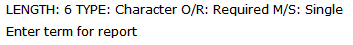 LENGTH: 6 TYPE: Character O/R: Required M/S: Single
Enter term for report